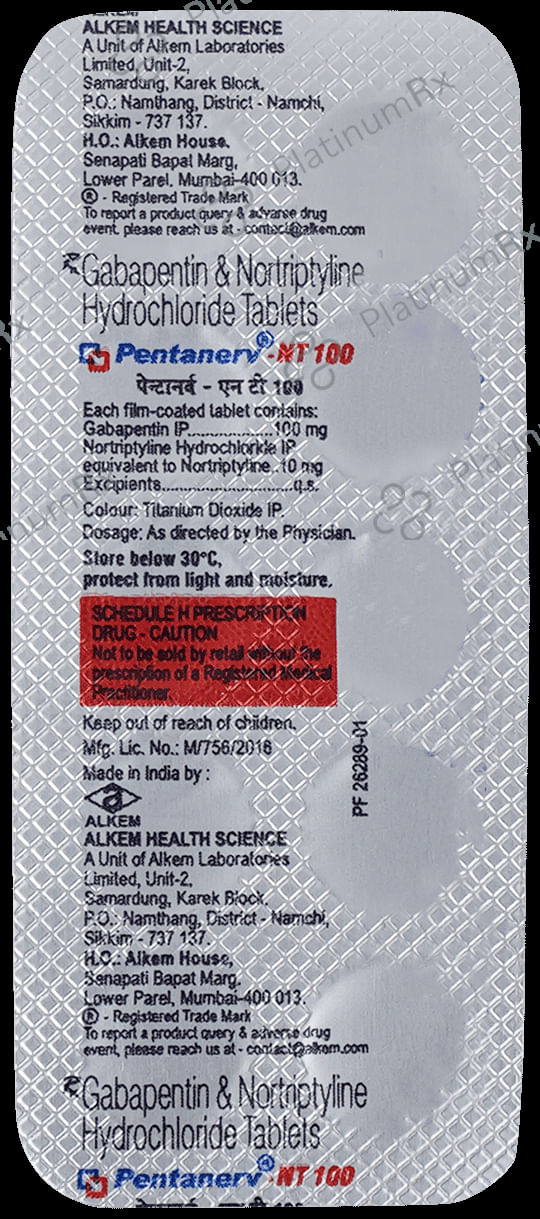 ALKEM HEALTH SCIENCE
A Unit of Alkem Laboratories
Limited, Unit-2,
Samardung, Karek Block,
P.O.: Namthang, District - Namchi,
Sikkim - 737 137.
H.O.: Alkem House,
Senapati Bapat Marg,
Lower Parel, Mumbai-400 013.
® - Registered Trade Mark
To report a product query & adverse drug
event, please reach us at - contact@alkem.com
℞ Gabapentin & Nortriptyline
Hydrochloride Tablets
Pentanerv®-NT 100
पेन्टानर्व - एन टी 100
Each film-coated tablet contains:
Gabapentin IP................100 mg
Nortriptyline Hydrochloride IP
equivalent to Nortriptyline..10 mg
Excipients.........................q.s.
Colour: Titanium Dioxide IP.
Dosage: As directed by the Physician.
Store below 30°C,
protect from light and moisture.
SCHEDULE H PRESCRIPTION
DRUG - CAUTION
Not to be sold by retail without the
prescription of a Registered Medical
Practitioner.
Keep out of reach of children.
Mfg. Lic. No.: M/756/2016
Made in India by :
PF 26289-01
a
ALKEM
ALKEM HEALTH SCIENCE
A Unit of Alkem Laboratories
Limited, Unit-2,
Samardung, Karek Block,
P.O.: Namthang, District - Namchi,
Sikkim - 737 137.
H.O.: Alkem House,
Senapati Bapat Marg,
Lower Parel, Mumbai-400 013.
® - Registered Trade Mark
To report a product query & adverse drug
event, please reach us at - contact@alkem.com
℞ Gabapentin & Nortriptyline
Hydrochloride Tablets
Pentanerv®-NT 100
PlatinumRx
PlatinumRx